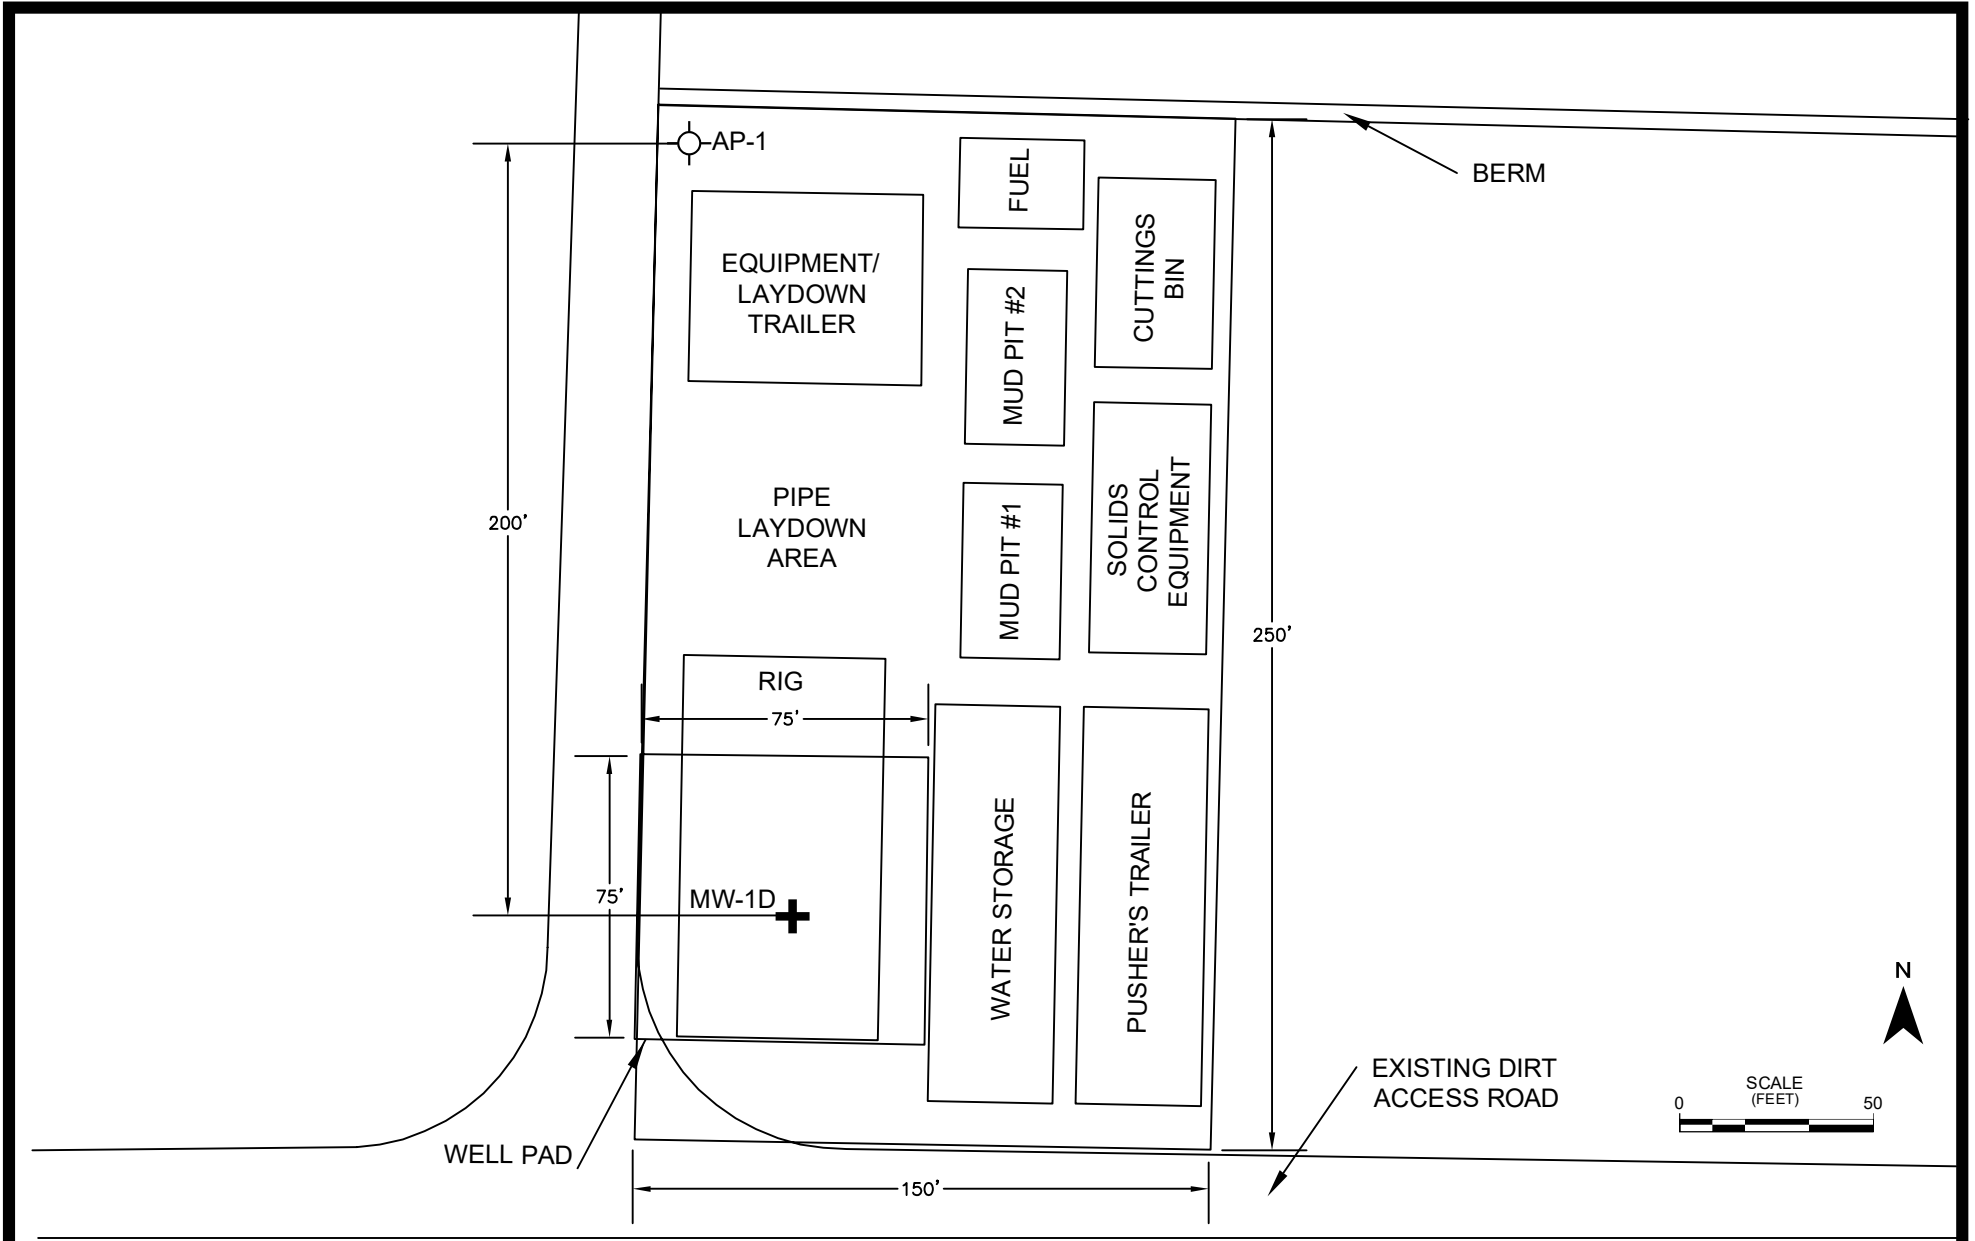 AP-1
BERM
FUEL
CUTTINGS
BIN
EQUIPMENT/
LAYDOWN
TRAILER
MUD PIT #2
PIPE
LAYDOWN
AREA
MUD PIT #1
SOLIDS
CONTROL
EQUIPMENT
200'
250'
RIG
75'
75'
MW-1D
WATER STORAGE
PUSHER'S TRAILER
N
EXISTING DIRT
ACCESS ROAD
SCALE
(FEET)
0
50
WELL PAD
150'